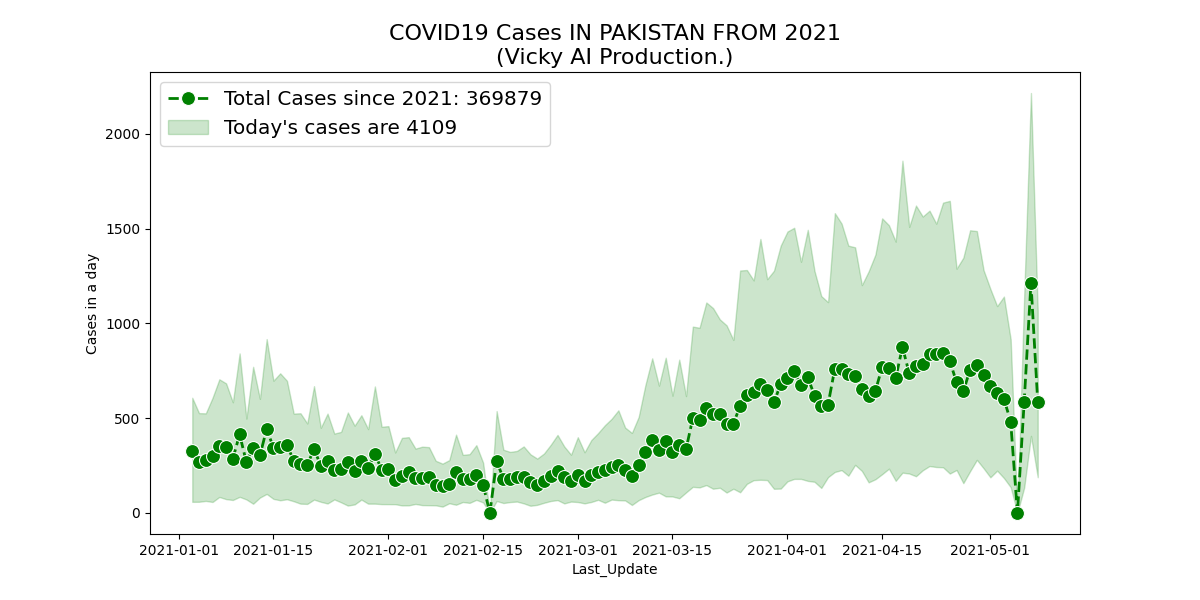 COVID19 Cases IN PAKISTAN FROM 2021
(Vicky AI Production.)
Total Cases since 2021: 369879
Today's cases are 4109
2000
1500
1000
500
0
Cases in a day
2021-01-01 2021-01-15 2021-02-01 2021-02-15 2021-03-01 2021-03-15 2021-04-01 2021-04-15 2021-05-01
Last_Update